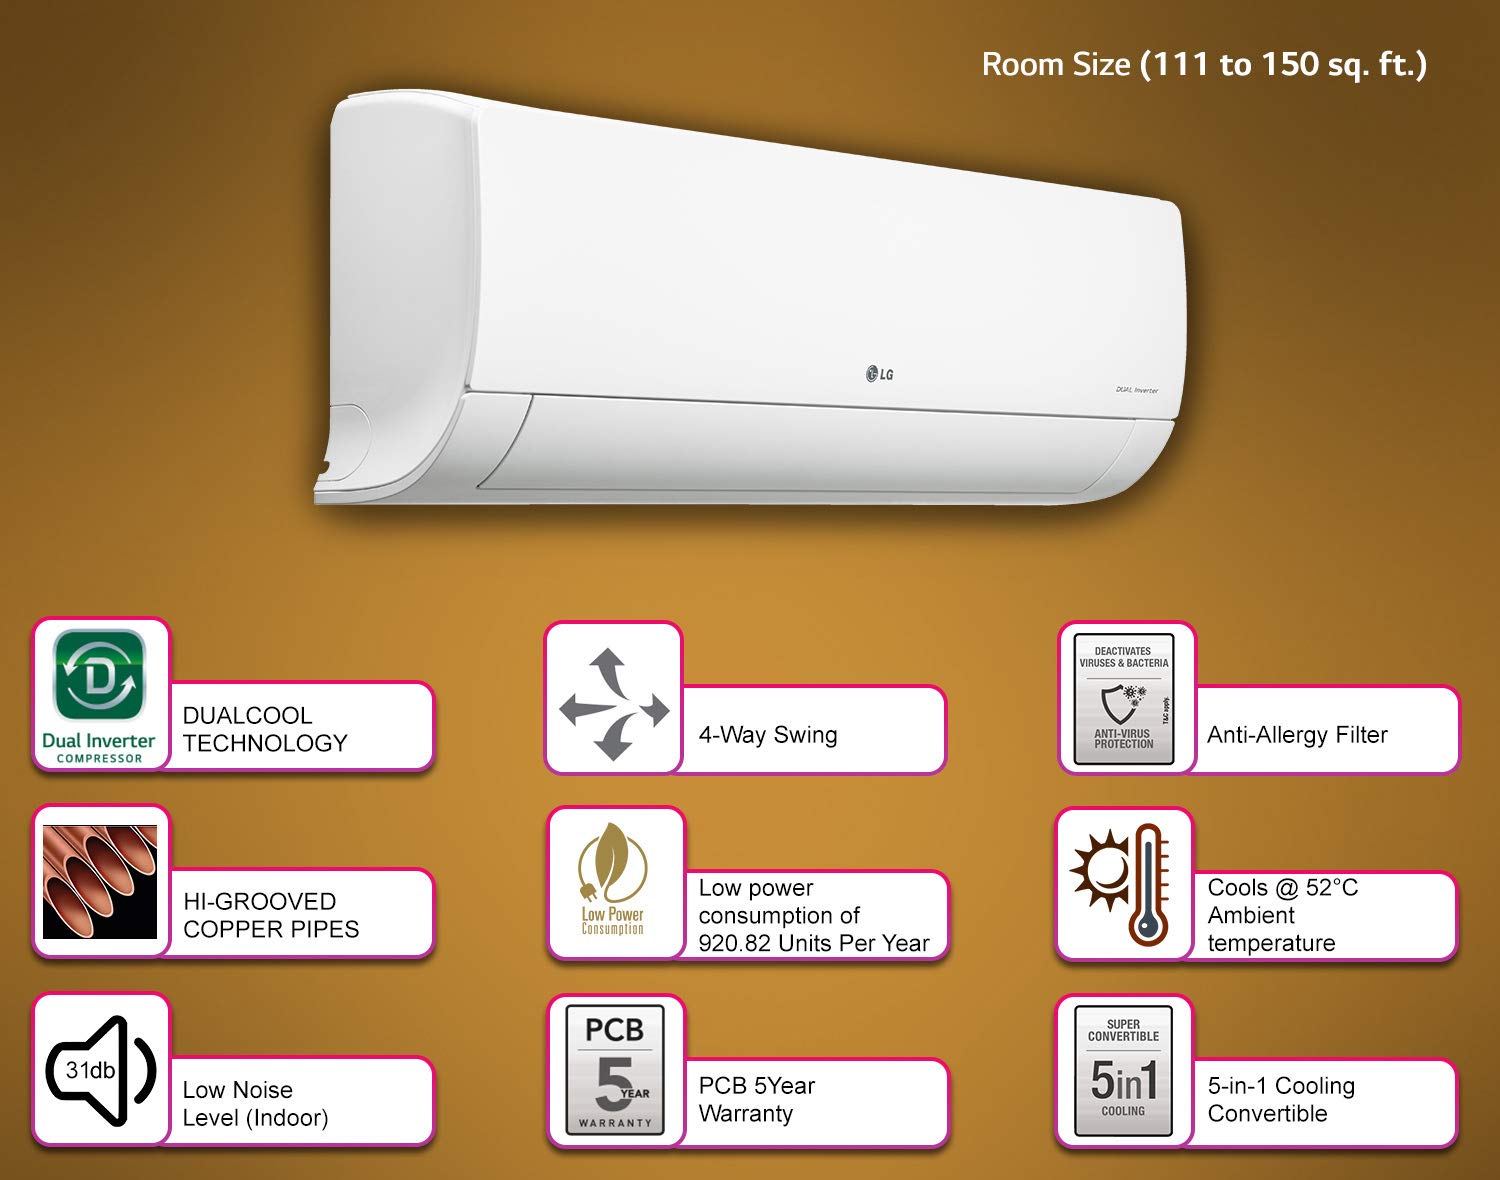 Room Size (111 to 150 sq. ft.)
LG
DUAL Inverter
D
Dual Inverter
COMPRESSOR
DUALCOOL
TECHNOLOGY
4-Way Swing
DEACTIVATES
VIRUSES & BACTERIA
T&C apply.
ANTI-VIRUS
PROTECTION
Anti-Allergy Filter
HI-GROOVED
COPPER PIPES
Low Power
Consumption
Low power
consumption of
920.82 Units Per Year
Cools @ 52°C
Ambient
temperature
31db
Low Noise
Level (Indoor)
PCB
5
YEAR
WARRANTY
PCB 5Year
Warranty
SUPER
CONVERTIBLE
5in1
COOLING
5-in-1 Cooling
Convertible